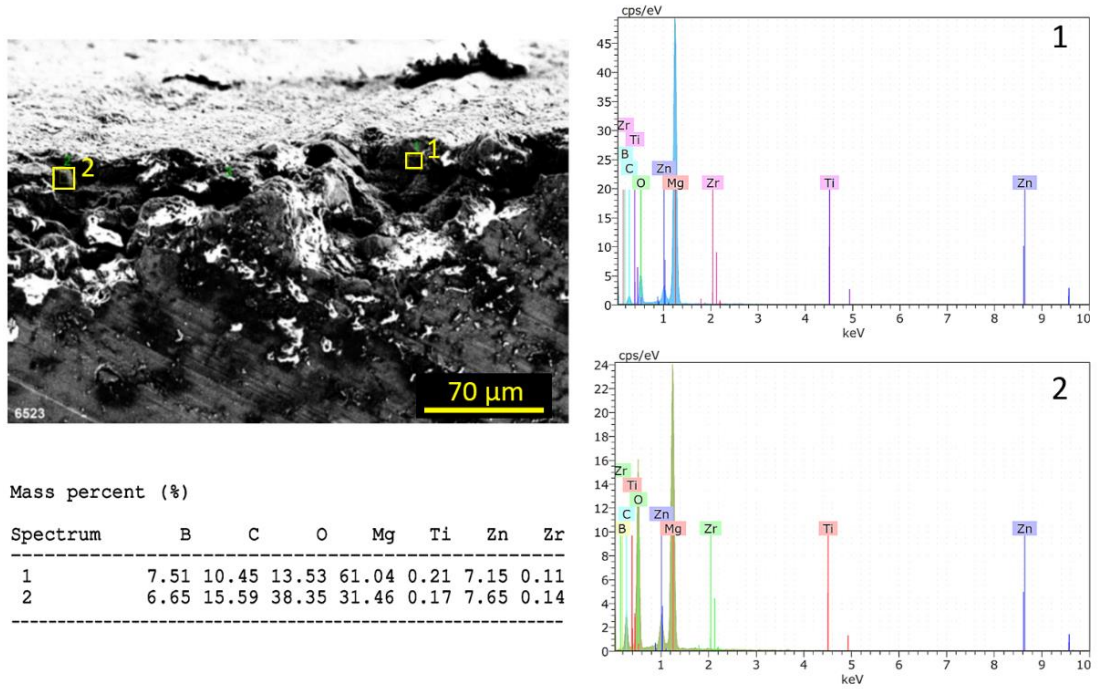 2 1
70 μm
6523
Mass percent (%)
Spectrum B C O Mg Ti Zn Zr
1 7.51 10.45 13.53 61.04 0.21 7.15 0.11
2 6.65 15.59 38.35 31.46 0.17 7.65 0.14
cps/eV
1
45
40
35
30
25
20
15
10
5
0
Zr
Ti
B
C Zn
O Mg Zr Ti Zn
1 2 3 4 5 6 7 8 9 10
keV
cps/eV
2
24
22
20
18
16
14
12
10
8
6
4
2
0
Zr
Ti
O
C Zn
B Mg Zr Ti Zn
1 2 3 4 5 6 7 8 9 10
keV